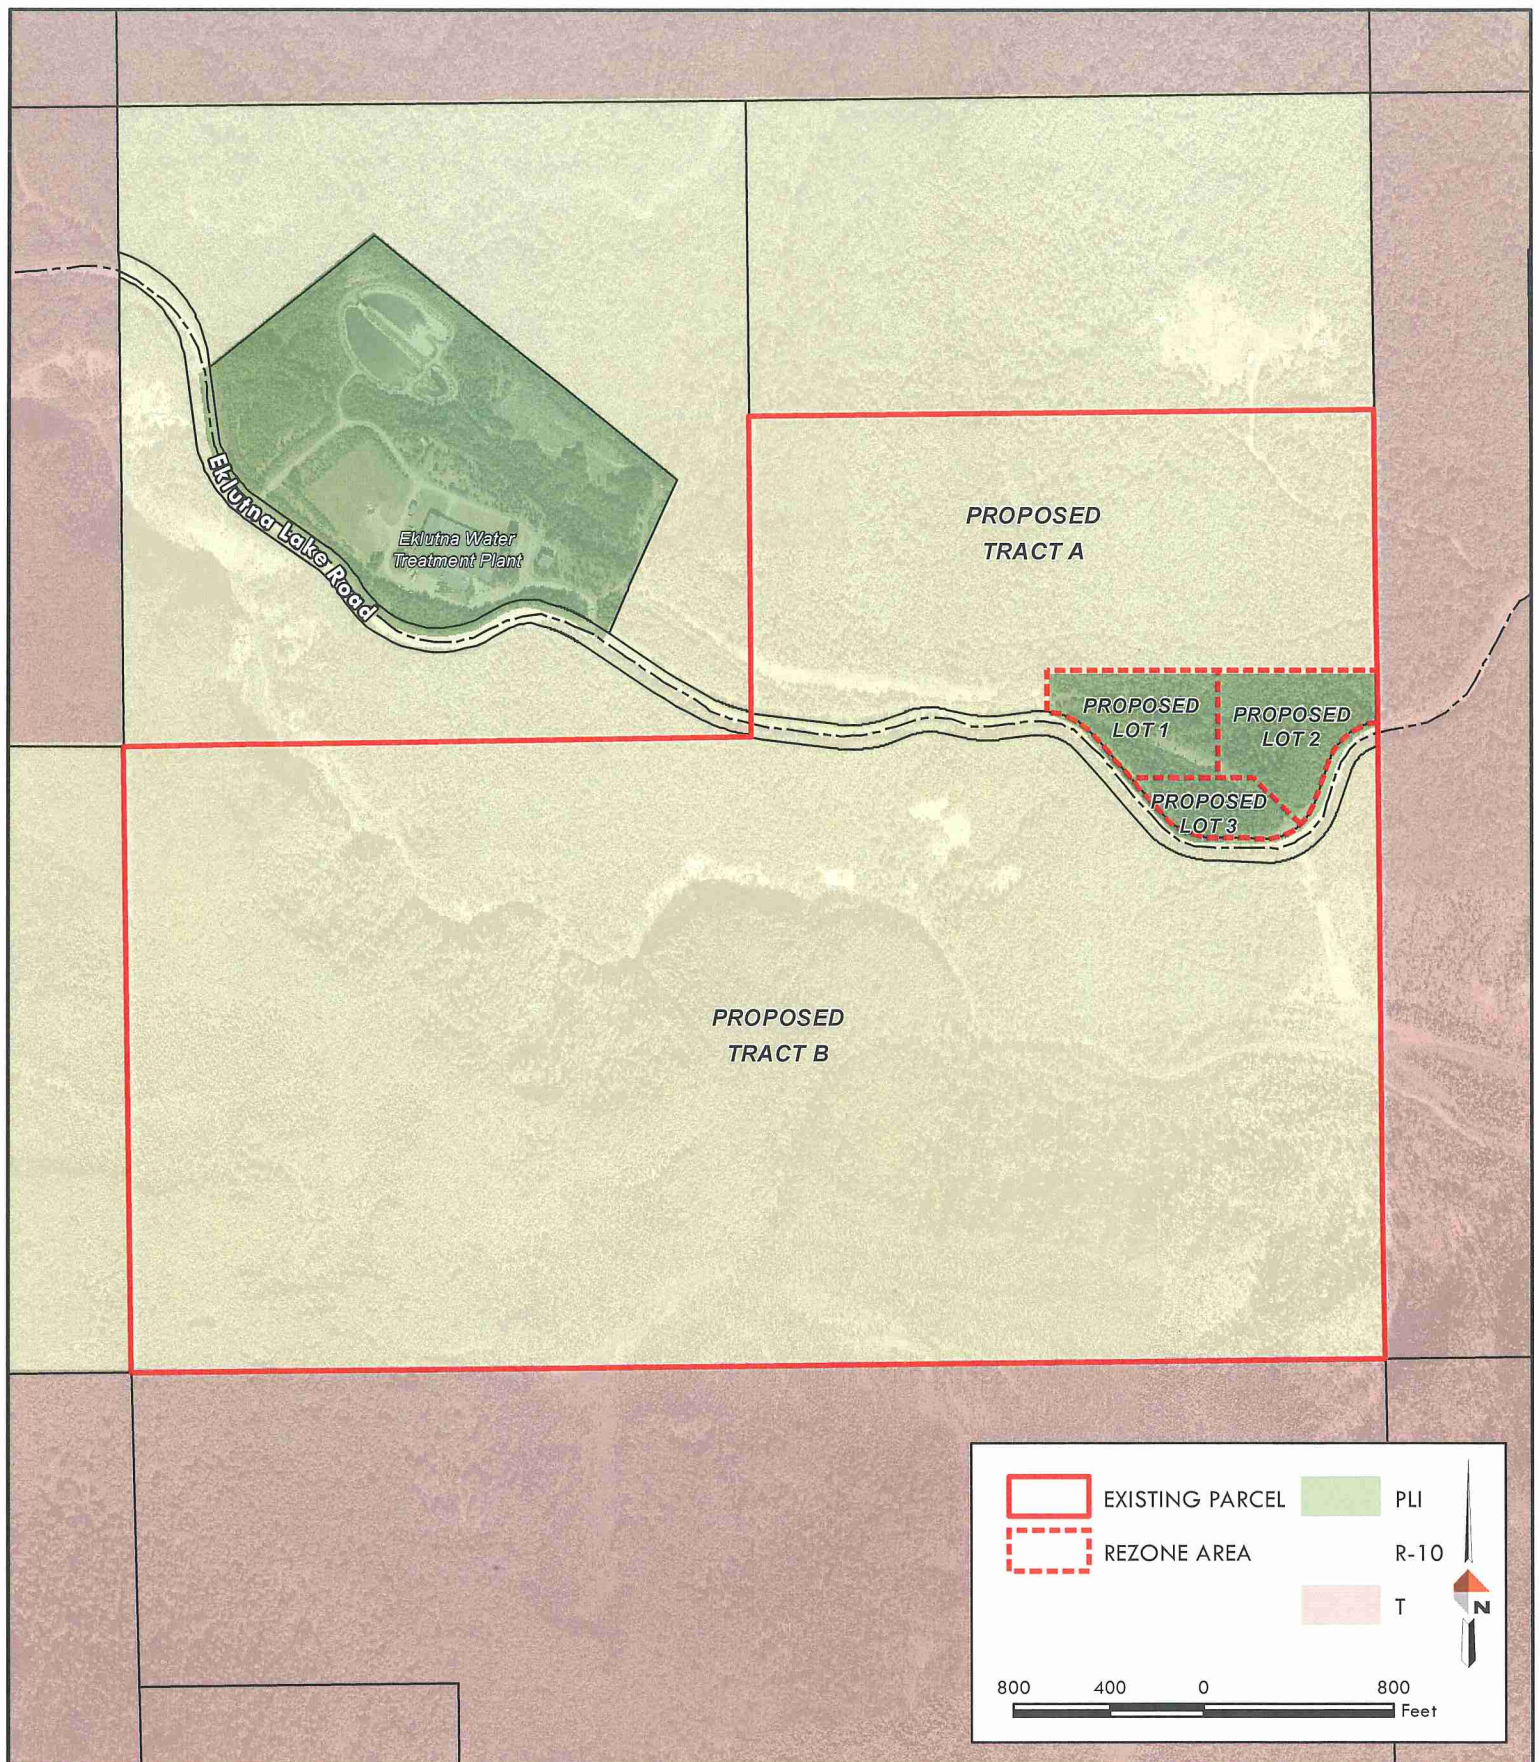 Eklutna Lake Road
Eklutna Water
Treatment Plant
PROPOSED
TRACT A
PROPOSED
LOT 1
PROPOSED
LOT 2
PROPOSED
LOT 3
PROPOSED
TRACT B
EXISTING PARCEL
PLI
REZONE AREA
R-10
T
N
800 400 0 800
Feet